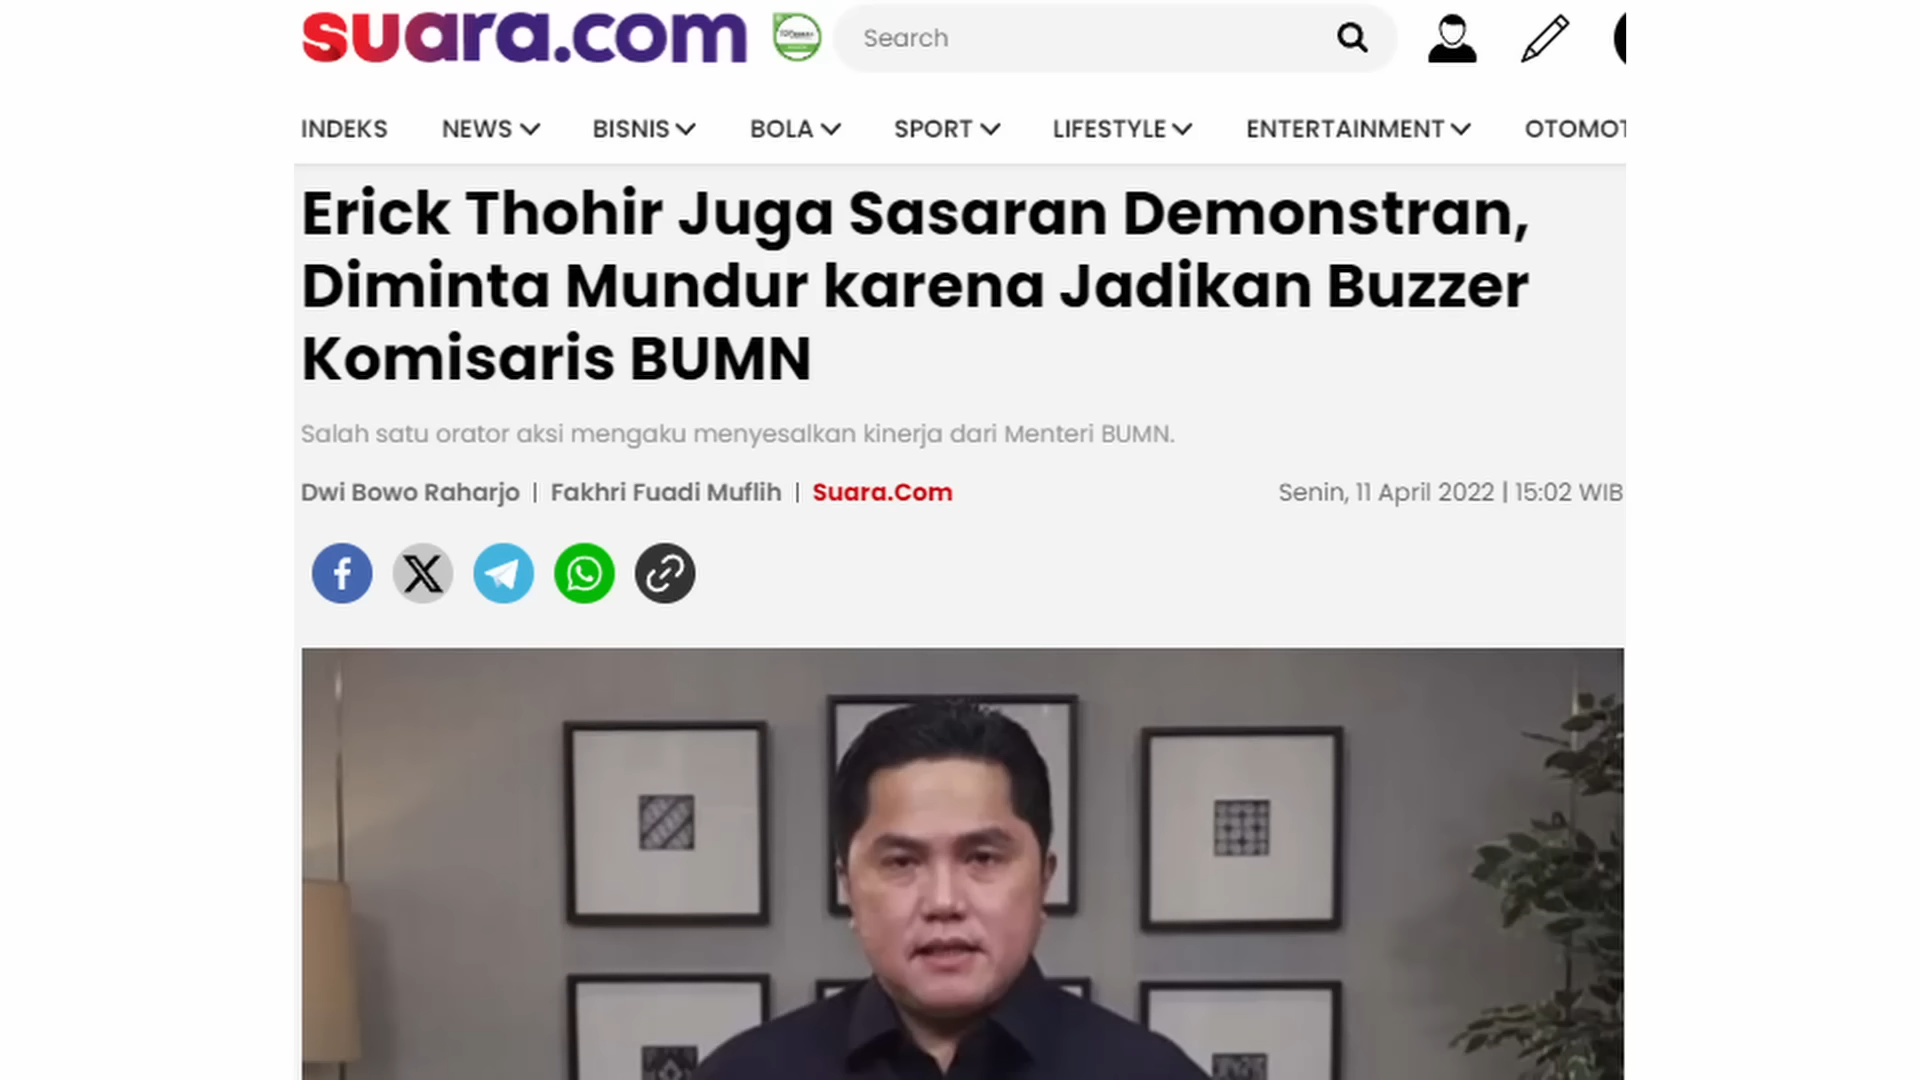 suara.com
Search
INDEKS NEWS BISNIS BOLA SPORT LIFESTYLE ENTERTAINMENT OTOMOT
Erick Thohir Juga Sasaran Demonstran,
Diminta Mundur karena Jadikan Buzzer
Komisaris BUMN
Salah satu orator aksi mengaku menyesalkan kinerja dari Menteri BUMN.
Dwi Bowo Raharjo | Fakhri Fuadi Muflih | Suara.Com Senin, 11 April 2022 | 15:02 WIB